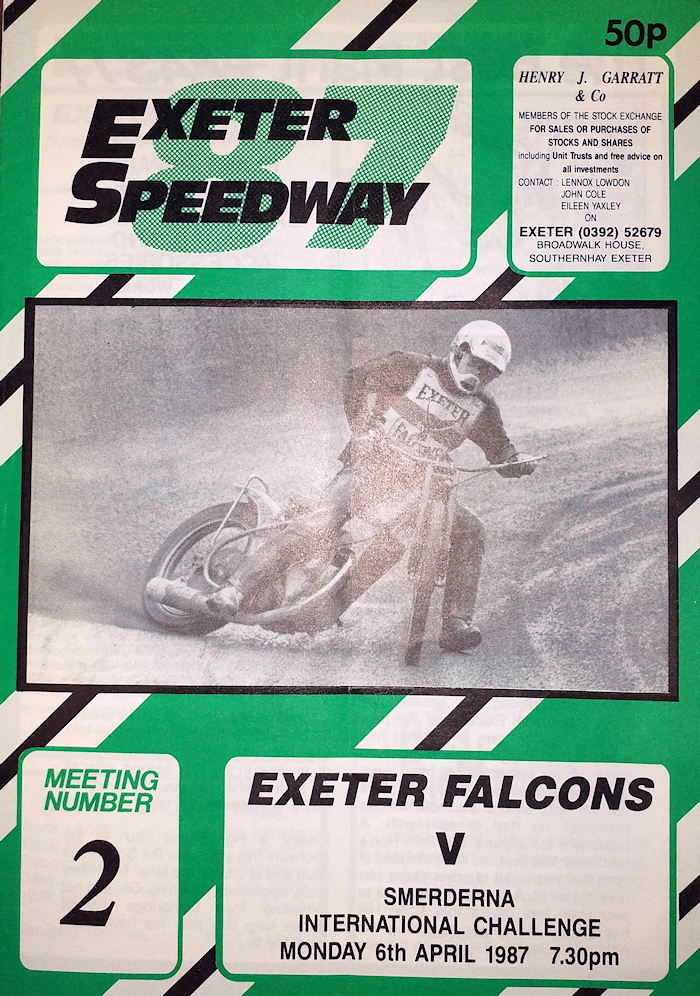 50p
EXETER
SPEEDWAY
87
HENRY J. GARRATT
& Co
MEMBERS OF THE STOCK EXCHANGE
FOR SALES OR PURCHASES OF
STOCKS AND SHARES
including Unit Trusts and free advice on
all investments
CONTACT : LENNOX LOWDON
JOHN COLE
EILEEN YAXLEY
ON
EXETER (0392) 52679
BROADWALK HOUSE,
SOUTHERNHAY EXETER
EXETER
FALCONS
MEETING
NUMBER
2
EXETER FALCONS
V
SMERDERNA
INTERNATIONAL CHALLENGE
MONDAY 6th APRIL 1987 7.30pm